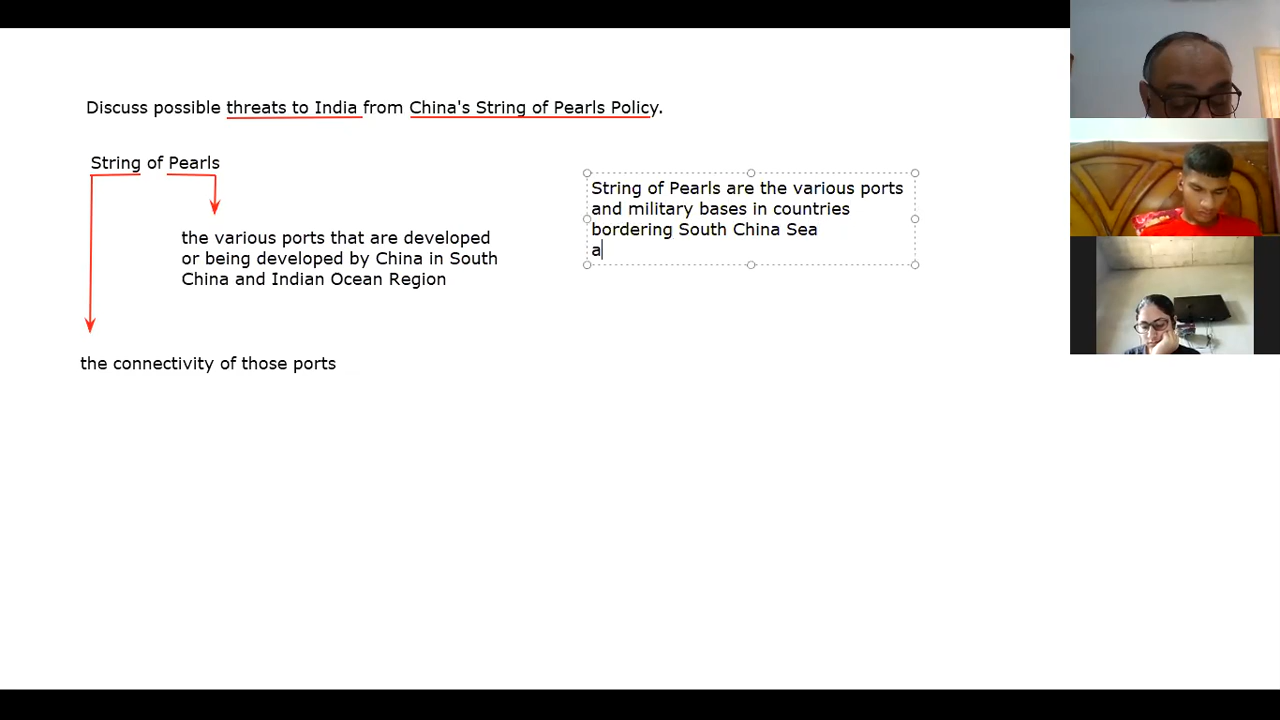 Discuss possible threats to India from China's String of Pearls Policy.
String of Pearls
the various ports that are developed
or being developed by China in South
China and Indian Ocean Region
the connectivity of those ports
String of Pearls are the various ports
and military bases in countries
bordering South China Sea
a